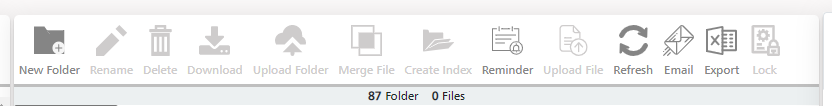 New Folder Rename Delete Download Upload Folder Merge File Create Index Reminder Upload File Refresh Email Export Lock
87 Folder 0 Files